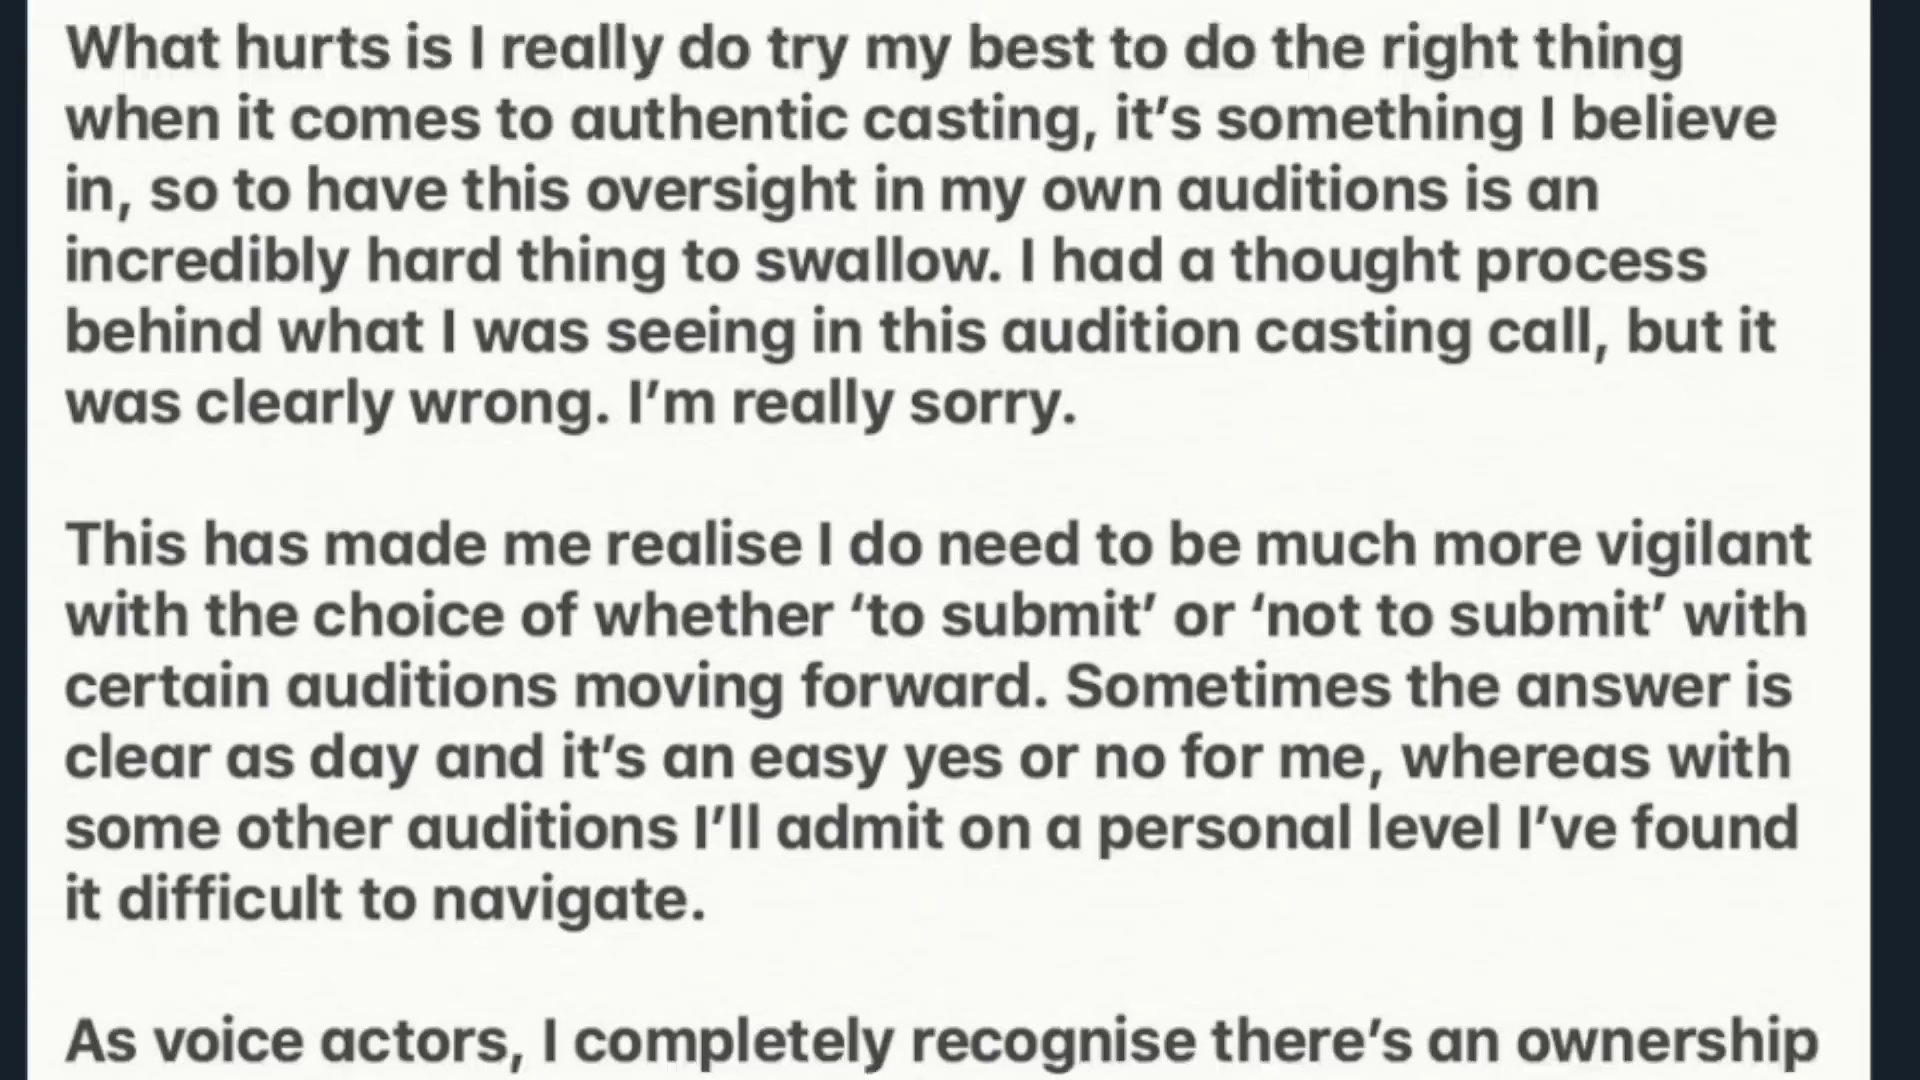 What hurts is I really do try my best to do the right thing
when it comes to authentic casting, it’s something I believe
in, so to have this oversight in my own auditions is an
incredibly hard thing to swallow. I had a thought process
behind what I was seeing in this audition casting call, but it
was clearly wrong. I’m really sorry.
This has made me realise I do need to be much more vigilant
with the choice of whether ‘to submit’ or ‘not to submit’ with
certain auditions moving forward. Sometimes the answer is
clear as day and it’s an easy yes or no for me, whereas with
some other auditions I’ll admit on a personal level I’ve found
it difficult to navigate.
As voice actors, I completely recognise there’s an ownership